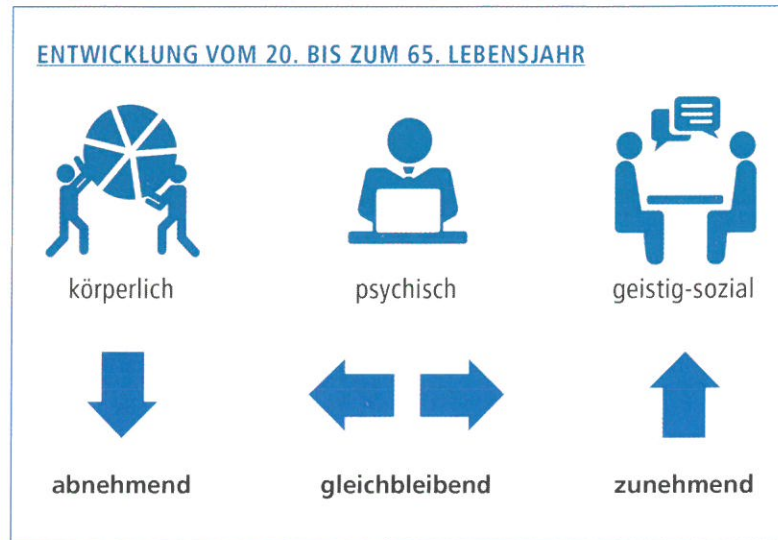 ENTWICKLUNG VOM 20. BIS ZUM 65. LEBENSJAHR
körperlich
psychisch
geistig-sozial
abnehmend
gleichbleibend
zunehmend